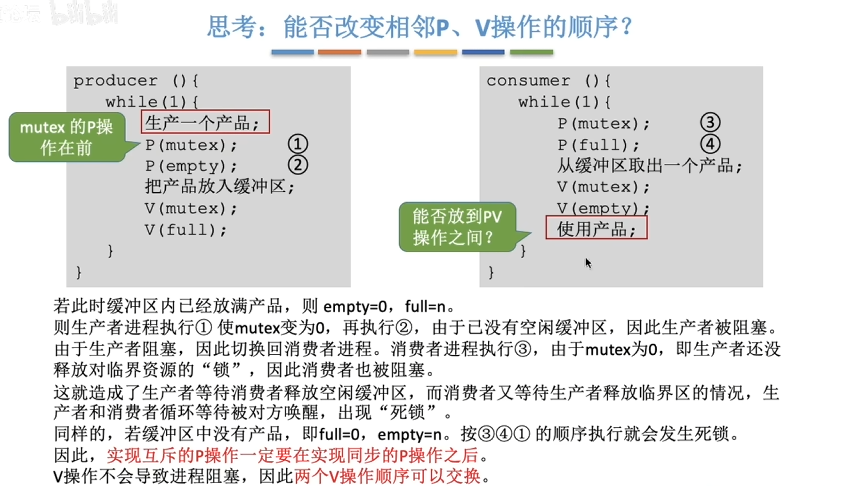 思考：能否改变相邻P、V操作的顺序？
producer (){
while(1){
生产一个产品;
P(mutex); ①
P(empty); ②
把产品放入缓冲区;
V(mutex);
V(full);
}
}
mutex 的P操
作在前
consumer (){
while(1){
P(mutex); ③
P(full); ④
从缓冲区取出一个产品;
V(mutex);
V(empty);
使用产品;
}
}
能否放到PV
操作之间？
若此时缓冲区内已经放满产品，则 empty=0，full=n。
则生产者进程执行① 使mutex变为0，再执行②，由于已没有空闲缓冲区，因此生产者被阻塞。
由于生产者阻塞，因此切换回消费者进程。消费者进程执行③，由于mutex为0，即生产者还没
释放对临界资源的“锁”，因此消费者也被阻塞。
这就造成了生产者等待消费者释放空闲缓冲区，而消费者又等待生产者释放临界区的情况，生
产者和消费者循环等待被对方唤醒，出现“死锁”。
同样的，若缓冲区中没有产品，即full=0，empty=n。按③④① 的顺序执行就会发生死锁。
因此，实现互斥的P操作一定要在实现同步的P操作之后。
V操作不会导致进程阻塞，因此两个V操作顺序可以交换。